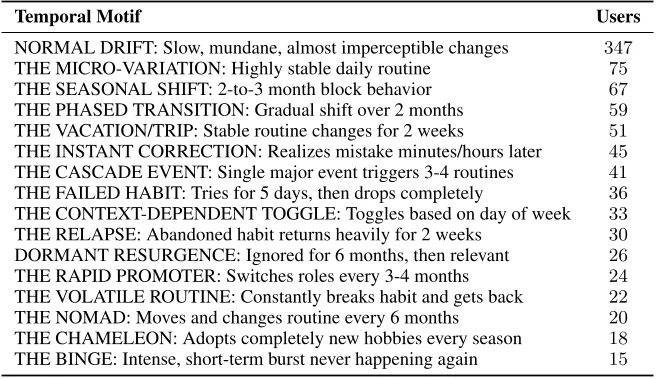 Temporal Motif Users
NORMAL DRIFT: Slow, mundane, almost imperceptible changes 347
THE MICRO-VARIATION: Highly stable daily routine 75
THE SEASONAL SHIFT: 2-to-3 month block behavior 67
THE PHASED TRANSITION: Gradual shift over 2 months 59
THE VACATION/TRIP: Stable routine changes for 2 weeks 51
THE INSTANT CORRECTION: Realizes mistake minutes/hours later 45
THE CASCADE EVENT: Single major event triggers 3-4 routines 41
THE FAILED HABIT: Tries for 5 days, then drops completely 36
THE CONTEXT-DEPENDENT TOGGLE: Toggles based on day of week 33
THE RELAPSE: Abandoned habit returns heavily for 2 weeks 30
DORMANT RESURGENCE: Ignored for 6 months, then relevant 26
THE RAPID PROMOTER: Switches roles every 3-4 months 24
THE VOLATILE ROUTINE: Constantly breaks habit and gets back 22
THE NOMAD: Moves and changes routine every 6 months 20
THE CHAMELEON: Adopts completely new hobbies every season 18
THE BINGE: Intense, short-term burst never happening again 15